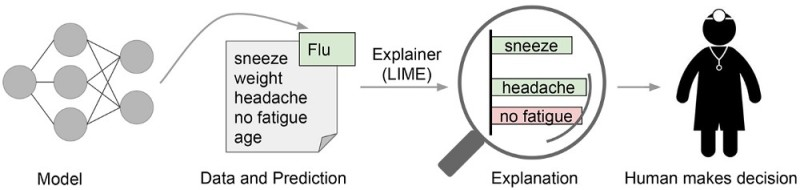 Flu
sneeze
weight
headache
no fatigue
age
Explainer
(LIME)
sneeze
headache
no fatigue
Model
Data and Prediction
Explanation
Human makes decision